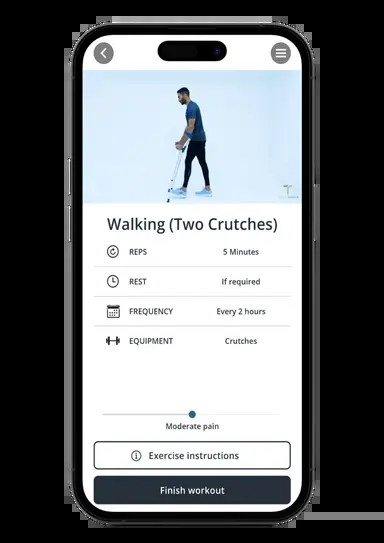 Walking (Two Crutches)
REPS 5 Minutes
REST If required
FREQUENCY Every 2 hours
EQUIPMENT Crutches
Moderate pain
Exercise instructions
Finish workout